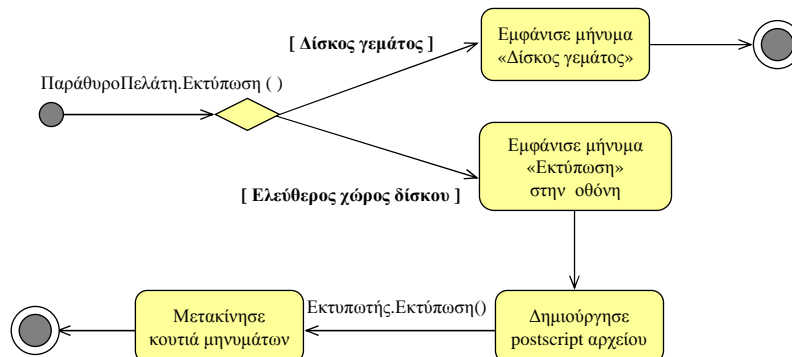 [ Δίσκος γεμάτος ]
Εμφάνισε μήνυμα
«Δίσκος γεμάτος»
ΠαράθυροΠελάτη.Εκτύπωση ( )
Εμφάνισε μήνυμα
«Εκτύπωση»
στην οθόνη
[ Ελεύθερος χώρος δίσκου ]
Μετακίνησε
κουτιά μηνυμάτων
Εκτυπωτής.Εκτύπωση()
Δημιούργησε
postscript αρχείου